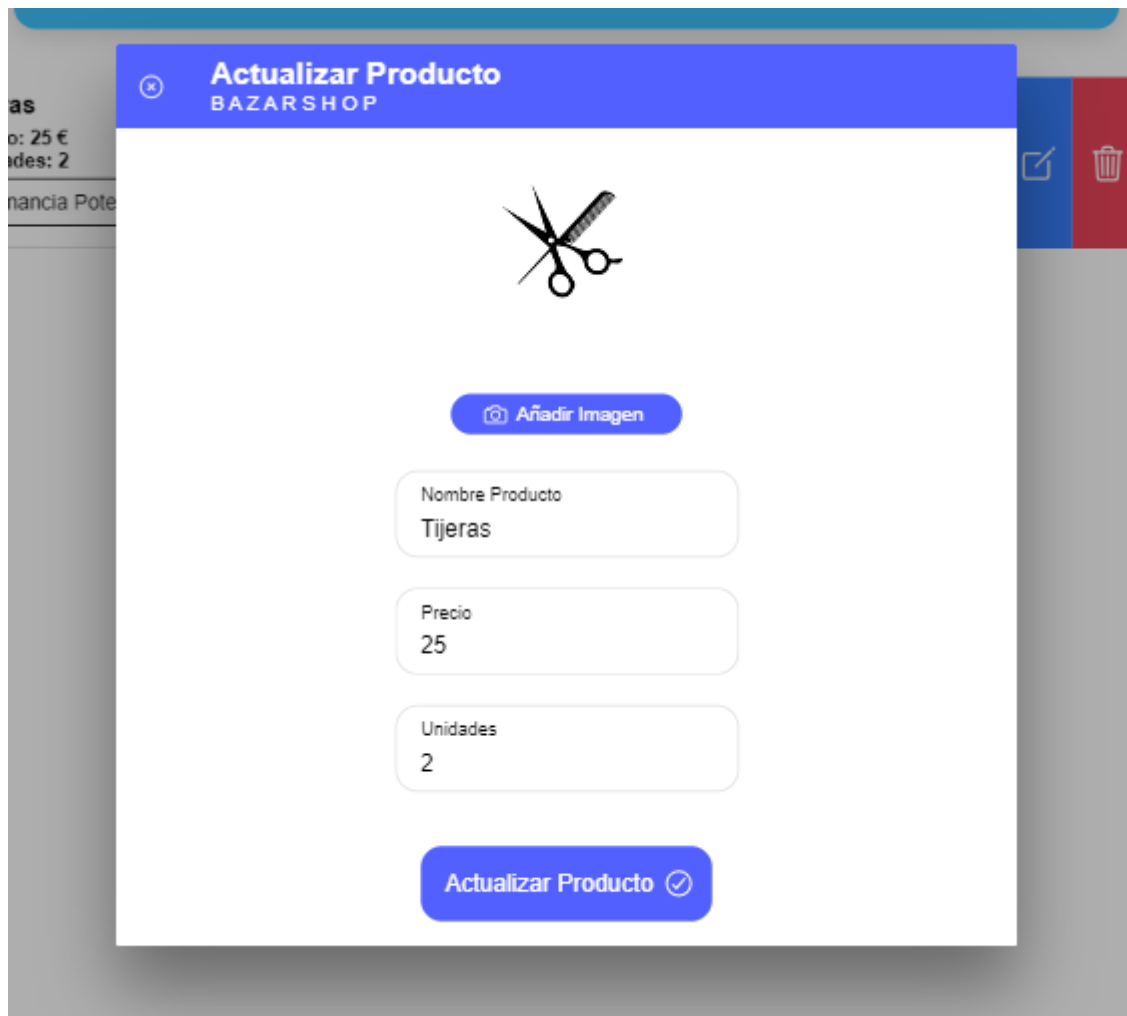 Actualizar Producto
BAZARSHOP
as
o: 25 €
ades: 2
nancia Pote
Añadir Imagen
Nombre Producto
Tijeras
Precio
25
Unidades
2
Actualizar Producto